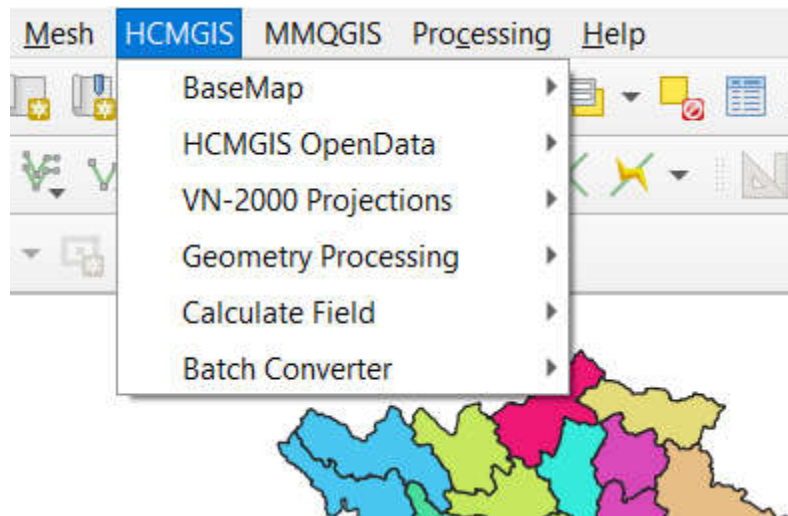 Mesh HCMGIS MMQGIS Processing Help
BaseMap
HCMGIS OpenData
VN-2000 Projections
Geometry Processing
Calculate Field
Batch Converter